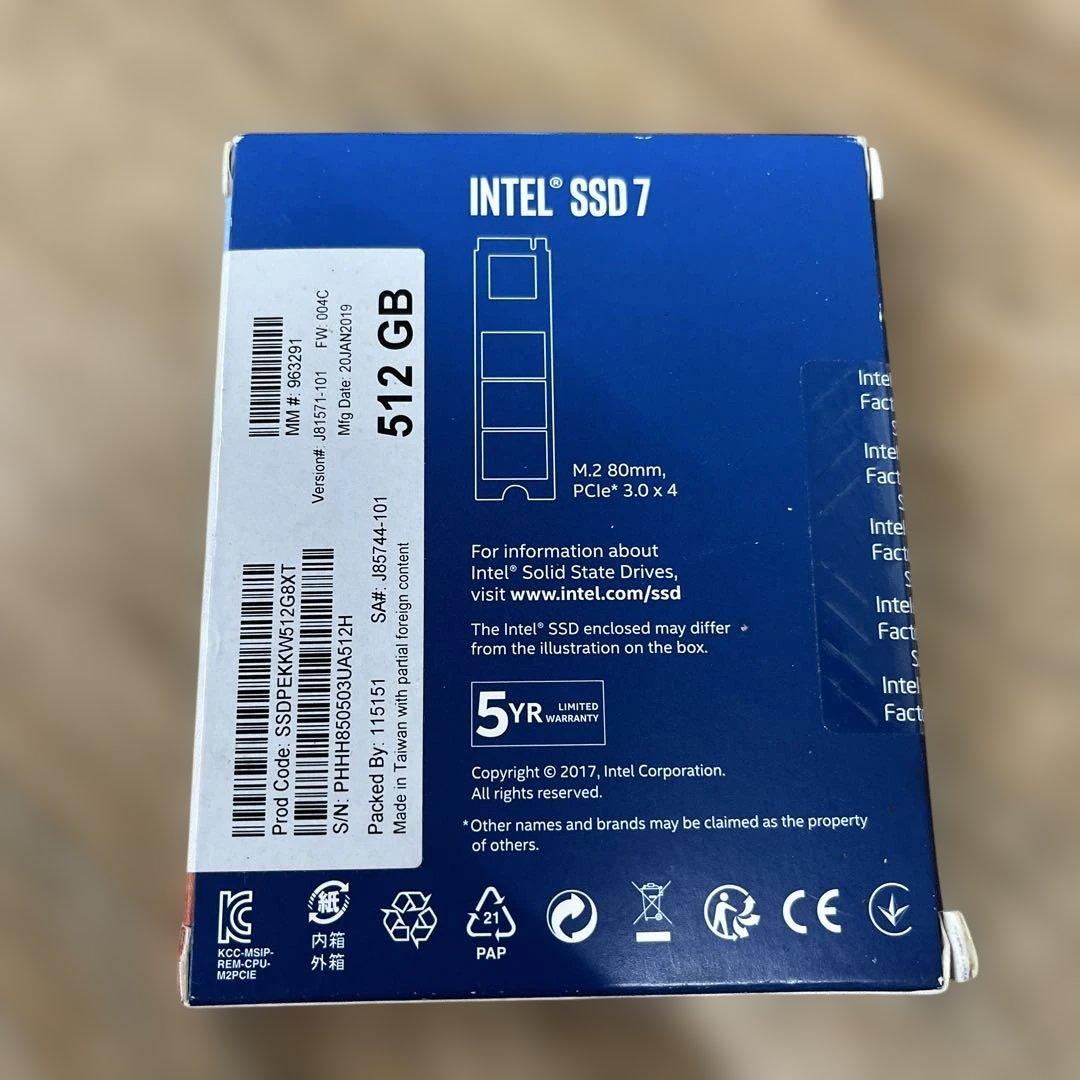 INTEL® SSD 7
M.2 80mm,
PCIe* 3.0 x 4
For information about
Intel® Solid State Drives,
visit www.intel.com/ssd
The Intel® SSD enclosed may differ
from the illustration on the box.
5YR LIMITED
WARRANTY
Copyright © 2017, Intel Corporation.
All rights reserved.
*Other names and brands may be claimed as the property
of others.
MM #: 963291
Version#: J81571-101 FW: 004C
Mfg Date: 20JAN2019
512 GB
Prod Code: SSDPEKKW512G8XT
S/N: PHHH850503UA512H
Packed By: 115151 SA#: J85744-101
Made in Taiwan with partial foreign content
Intel
Fact
S
Intel
Fact
S
Intel
Fact
S
Intel
Fact
S
Intel
Fact
KCC-MSIP-
REM-CPU-
M2PCIE
紙
内箱
外箱
21
PAP
CE